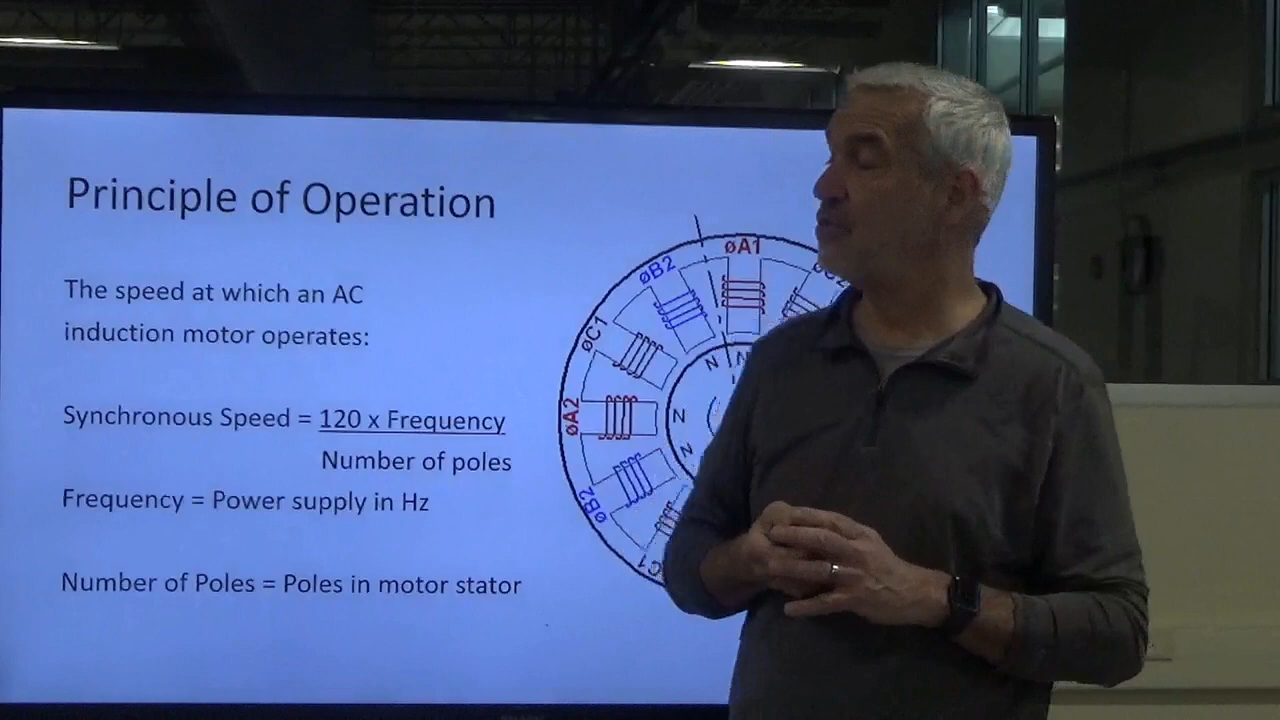 Principle of Operation
The speed at which an AC
induction motor operates:
Synchronous Speed = 120 x Frequency
Number of poles
Frequency = Power supply in Hz
Number of Poles = Poles in motor stator
øA1
øB2
øC1
øA2
øB2
N
N
N
N